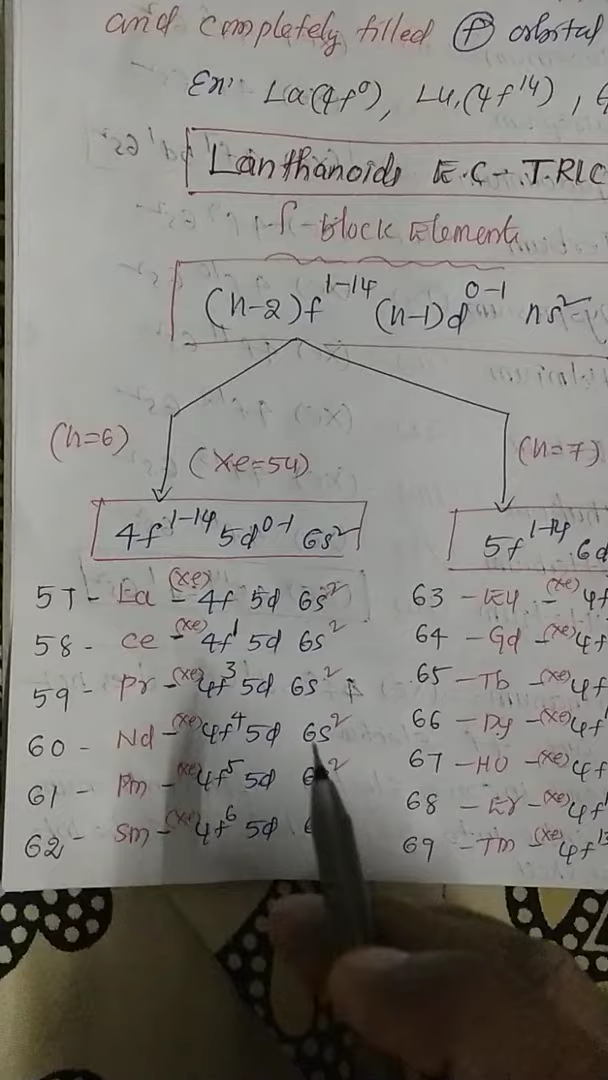 and completely filled f orbital
Ex: La(4f⁰), Lu,(4f¹⁴),
Lanthanoids E.C - TRIC
f-block Element
(n-2)f¹⁻¹⁴ (n-1)d⁰⁻¹ ns²
(n=6)
(Xe=54)
(n=7)
4f¹⁻¹⁴ 5d⁰⁻¹ 6s²
5f¹⁻¹⁴ 6d
57 - La - (Xe) 4f 5d 6s²
58 - Ce - (Xe) 4f¹ 5d 6s²
59 - Pr - (Xe) 4f³ 5d 6s²
60 - Nd - (Xe) 4f⁴ 5d 6s²
61 - Pm - (Xe) 4f⁵ 5d 6s²
62 - Sm - (Xe) 4f⁶ 5d
63 - Eu - (Xe) 4f
64 - Gd - (Xe) 4f
65 - Tb - (Xe) 4f
66 - Dy - (Xe) 4f
67 - HO - (Xe) 4f
68 - Er - (Xe) 4f
69 - Tm - (Xe) 4f¹³